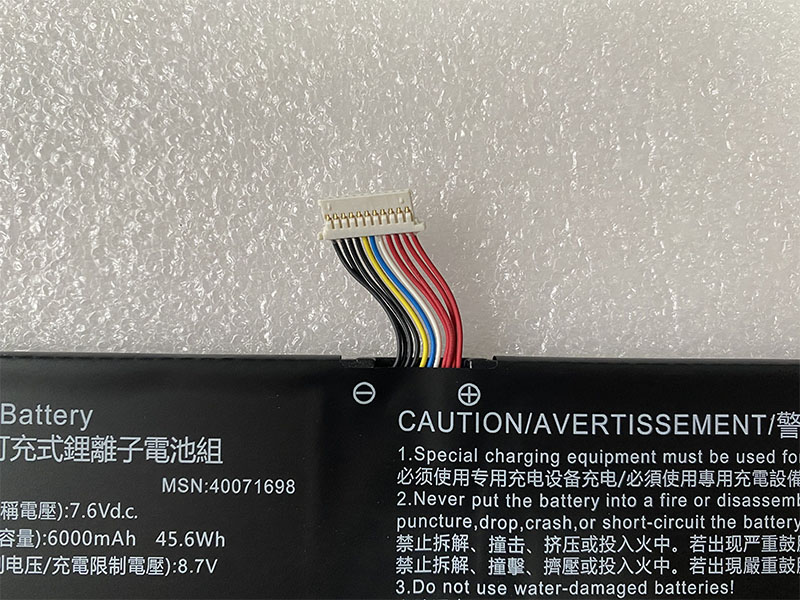 Battery
可充式鋰離子電池組
MSN:40071698
稱電壓):7.6Vd.c.
容量):6000mAh 45.6Wh
制电压/充電限制電壓):8.7V
⊖
⊕
CAUTION/AVERTISSEMENT/警
1.Special charging equipment must be used for
必须使用专用充电设备充电/必須使用專用充電設備
2.Never put the battery into a fire or disassemb
puncture,drop,crash,or short-circuit the battery
禁止拆解、撞击、挤压或投入火中。若出现严重鼓
禁止拆解、撞擊、擠壓或投入火中。若出現嚴重鼓
3.Do not use water-damaged batteries!